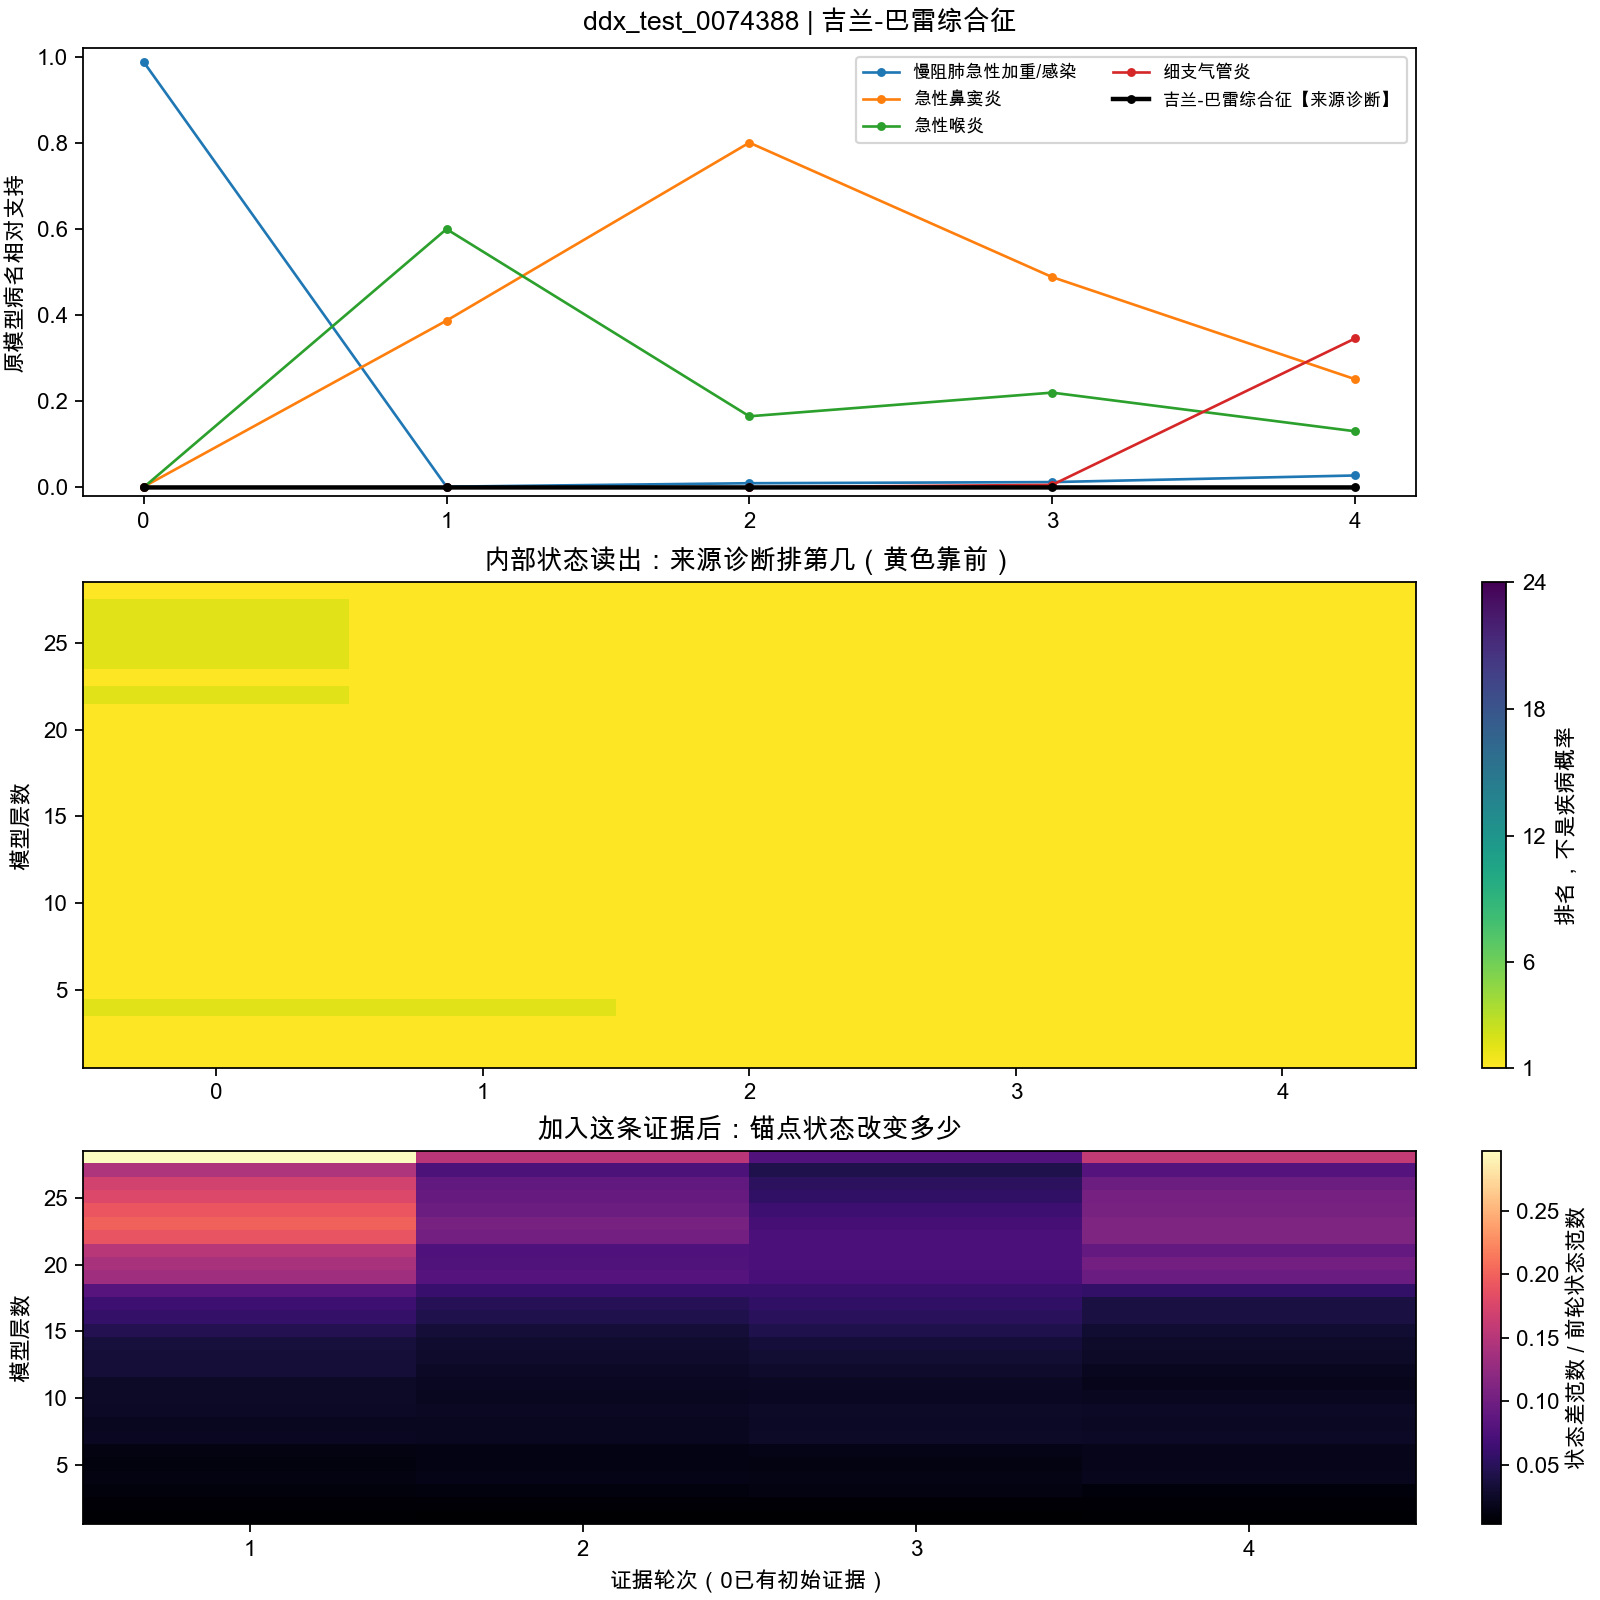 ddx_test_0074388 | 吉兰-巴雷综合征
原模型病名相对支持
1.0
0.8
0.6
0.4
0.2
0.0
慢阻肺急性加重/感染
急性鼻窦炎
急性喉炎
细支气管炎
吉兰-巴雷综合征【来源诊断】
0 1 2 3 4
内部状态读出：来源诊断排第几（黄色靠前）
模型层数
25
20
15
10
5
0 1 2 3 4
24
18
12
6
1
排名，不是疾病概率
加入这条证据后：锚点状态改变多少
模型层数
25
20
15
10
5
1 2 3 4
证据轮次（0已有初始证据）
0.25
0.20
0.15
0.10
0.05
状态差范数 / 前轮状态范数